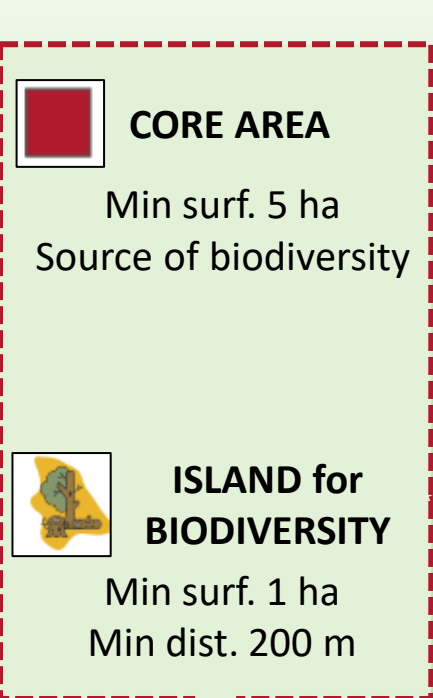 CORE AREA
Min surf. 5 ha
Source of biodiversity
ISLAND for
BIODIVERSITY
Min surf. 1 ha
Min dist. 200 m